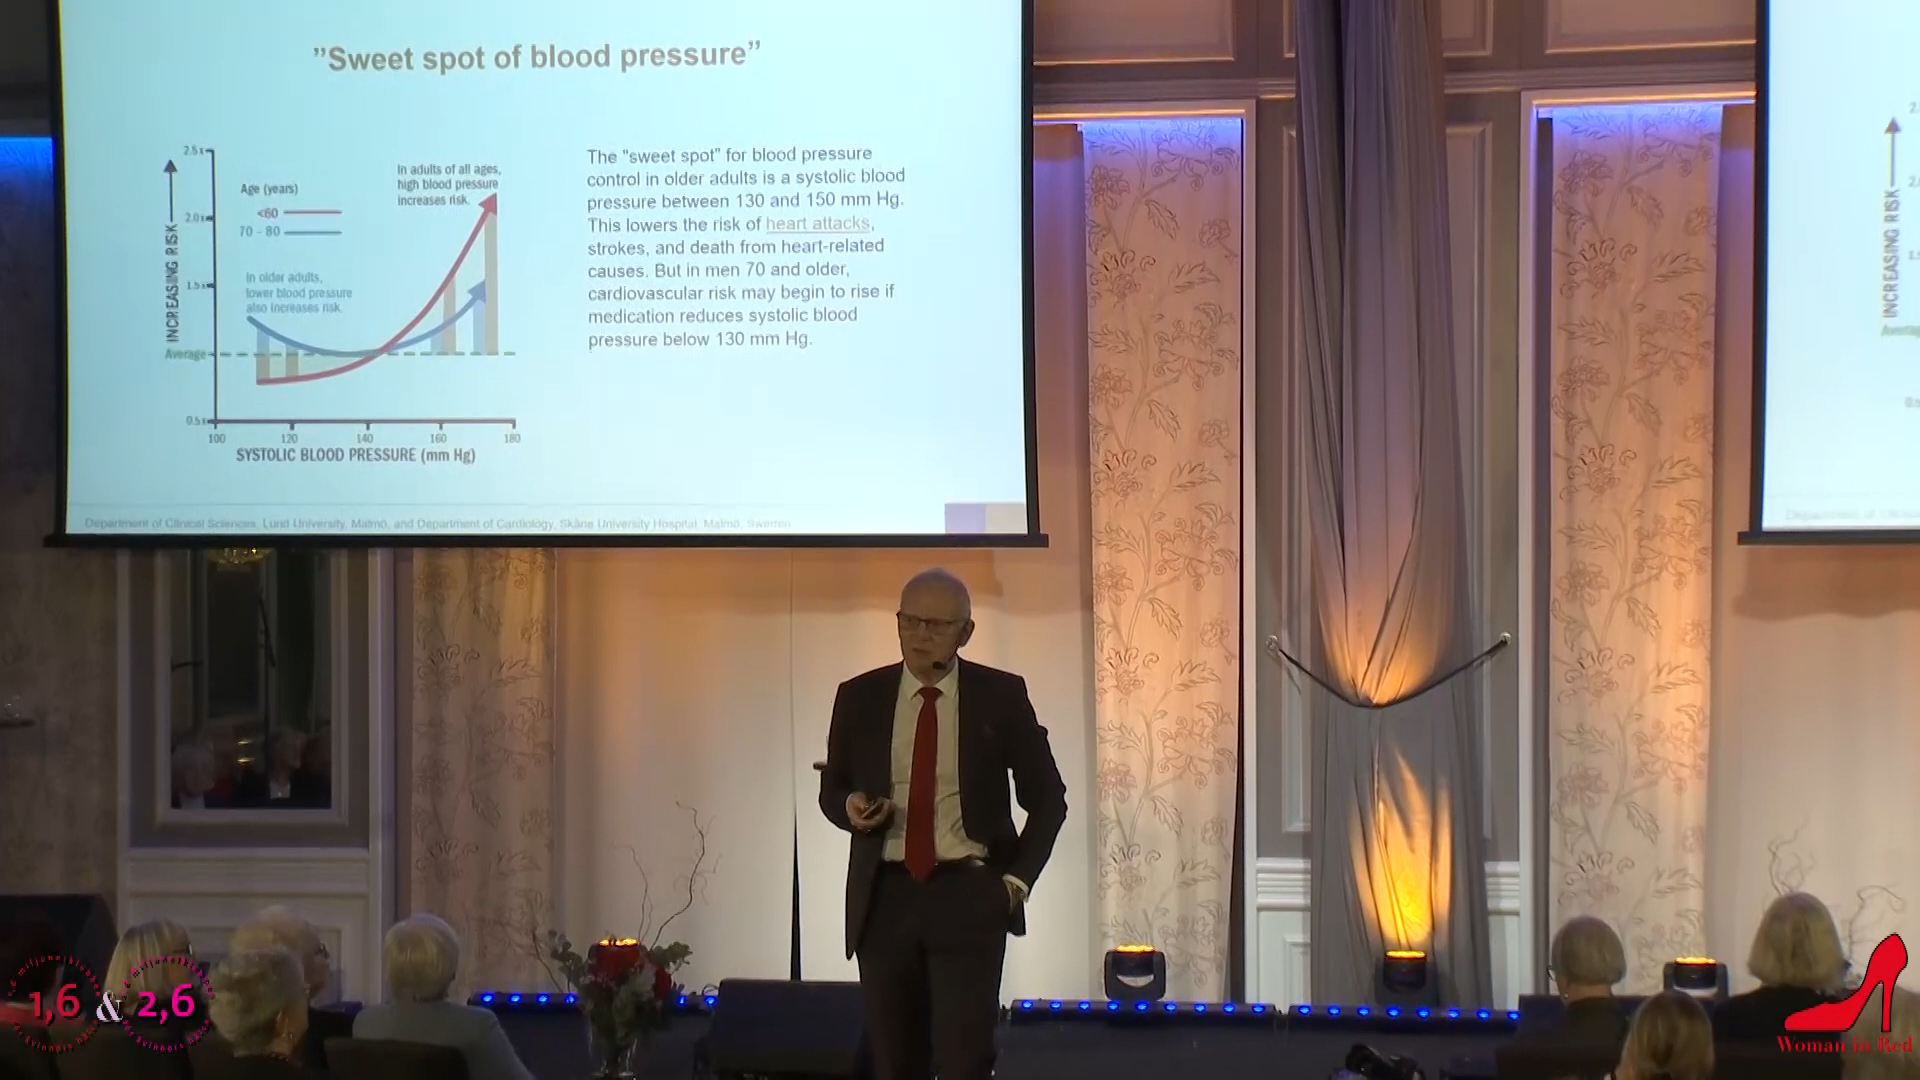 ”Sweet spot of blood pressure”
2.5x
2.0x
1.5x
Average
0.5x
INCREASING RISK
Age (years)
<60
70 - 80
In adults of all ages,
high blood pressure
increases risk.
In older adults,
lower blood pressure
also increases risk.
100 120 140 160 180
SYSTOLIC BLOOD PRESSURE (mm Hg)
The "sweet spot" for blood pressure
control in older adults is a systolic blood
pressure between 130 and 150 mm Hg.
This lowers the risk of heart attacks,
strokes, and death from heart-related
causes. But in men 70 and older,
cardiovascular risk may begin to rise if
medication reduces systolic blood
pressure below 130 mm Hg.
Department of Clinical Sciences, Lund University, Malmö, and Department of Cardiology, Skåne University Hospital, Malmö, Sweden
INCREASING RISK
1,6 & 2,6
Woman in Red